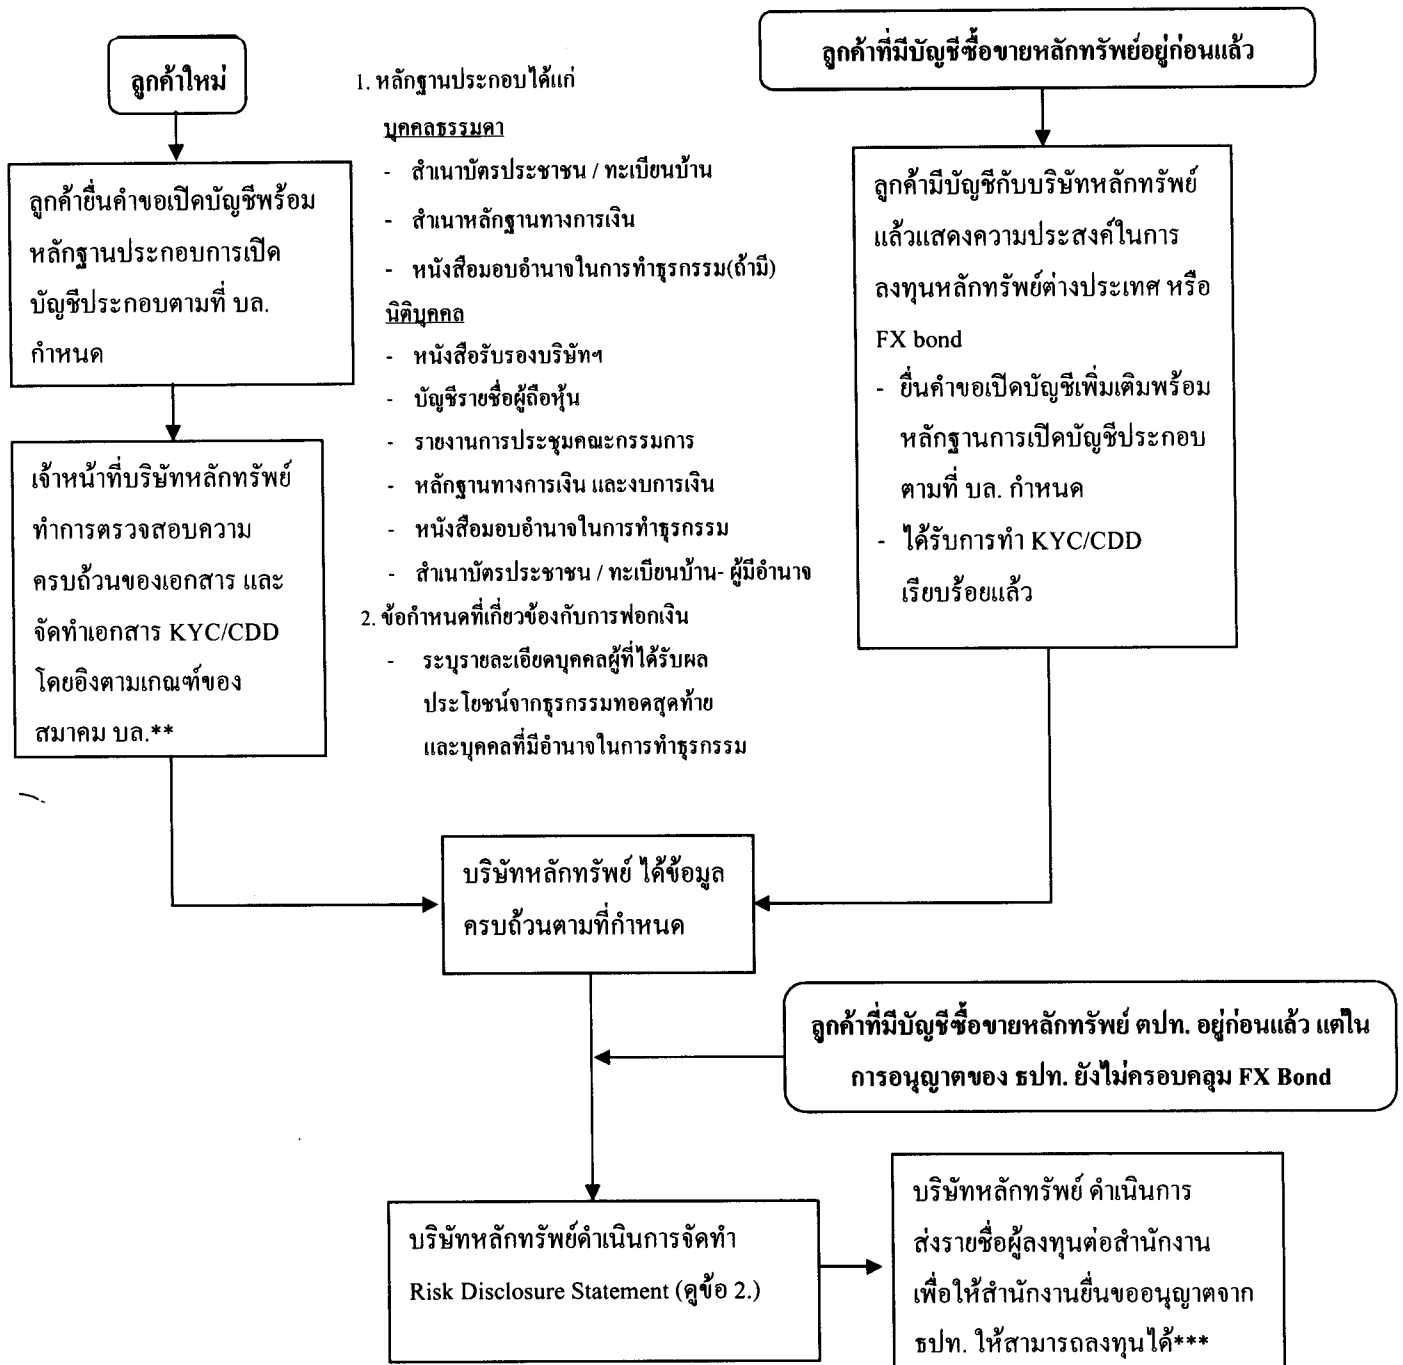 ลูกค้าใหม่
ลูกค้ายื่นคำขอเปิดบัญชีพร้อม
หลักฐานประกอบการเปิด
บัญชีประกอบตามที่ บล.
กำหนด
เจ้าหน้าที่บริษัทหลักทรัพย์
ทำการตรวจสอบความ
ครบถ้วนของเอกสาร และ
จัดทำเอกสาร KYC/CDD
โดยอิงตามเกณฑ์ของ
สมาคม บล.**
1. หลักฐานประกอบได้แก่
บุคคลธรรมดา
- สำเนาบัตรประชาชน / ทะเบียนบ้าน
- สำเนาหลักฐานทางการเงิน
- หนังสือมอบอำนาจในการทำธุรกรรม(ถ้ามี)
นิติบุคคล
- หนังสือรับรองบริษัทฯ
- บัญชีรายชื่อผู้ถือหุ้น
- รายงานการประชุมคณะกรรมการ
- หลักฐานทางการเงิน และงบการเงิน
- หนังสือมอบอำนาจในการทำธุรกรรม
- สำเนาบัตรประชาชน / ทะเบียนบ้าน- ผู้มีอำนาจ
2. ข้อกำหนดที่เกี่ยวข้องกับการฟอกเงิน
- ระบุรายละเอียดบุคคลผู้ที่ได้รับผล
ประโยชน์จากธุรกรรมทอดสุดท้าย
และบุคคลที่มีอำนาจในการทำธุรกรรม
ลูกค้าที่มีบัญชีซื้อขายหลักทรัพย์อยู่ก่อนแล้ว
ลูกค้ามีบัญชีกับบริษัทหลักทรัพย์
แล้วแสดงความประสงค์ในการ
ลงทุนหลักทรัพย์ต่างประเทศ หรือ
FX bond
- ยื่นคำขอเปิดบัญชีเพิ่มเติมพร้อม
หลักฐานการเปิดบัญชีประกอบ
ตามที่ บล. กำหนด
- ได้รับการทำ KYC/CDD
เรียบร้อยแล้ว
บริษัทหลักทรัพย์ ได้ข้อมูล
ครบถ้วนตามที่กำหนด
ลูกค้าที่มีบัญชีซื้อขายหลักทรัพย์ ตปท. อยู่ก่อนแล้ว แต่ใน
การอนุญาตของ ธปท. ยังไม่ครอบคลุม FX Bond
บริษัทหลักทรัพย์ดำเนินการจัดทำ
Risk Disclosure Statement (ดูข้อ 2.)
บริษัทหลักทรัพย์ ดำเนินการ
ส่งรายชื่อผู้ลงทุนต่อสำนักงาน
เพื่อให้สำนักงานยื่นขออนุญาตจาก
ธปท. ให้สามารถลงทุนได้***